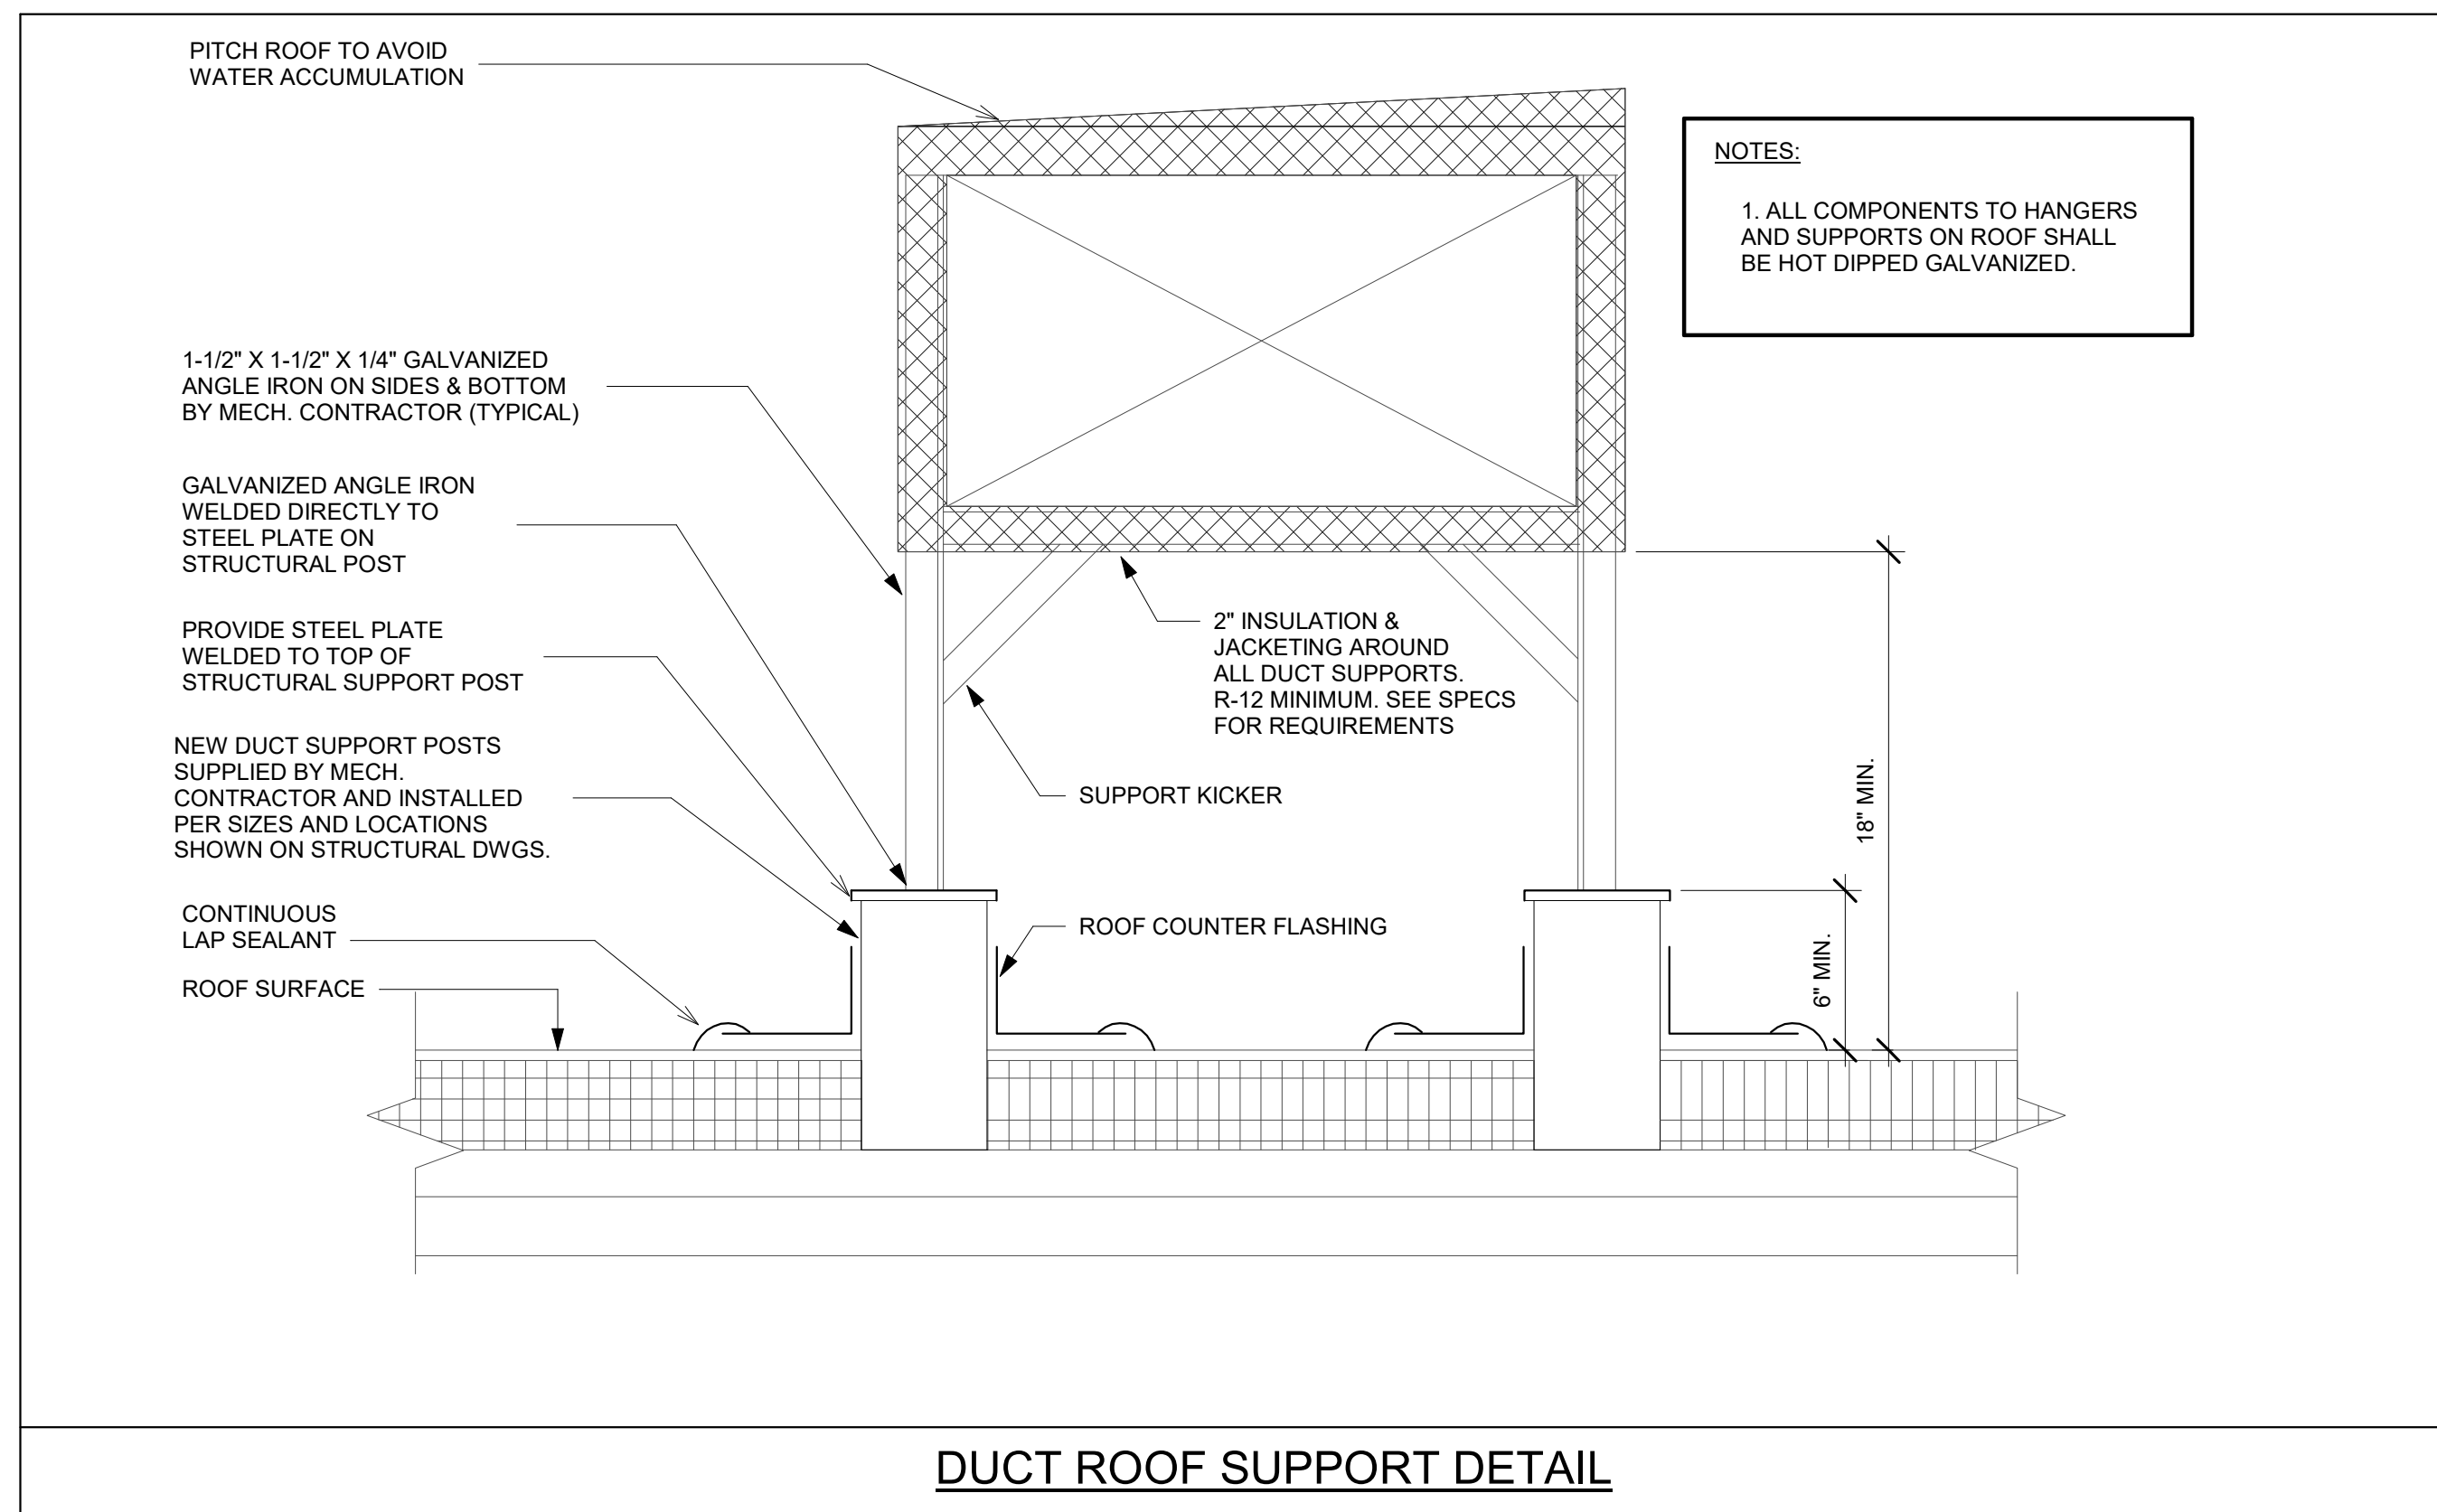 PITCH ROOF TO AVOID
WATER ACCUMULATION
NOTES:
1. ALL COMPONENTS TO HANGERS
AND SUPPORTS ON ROOF SHALL
BE HOT DIPPED GALVANIZED.
1-1/2" X 1-1/2" X 1/4" GALVANIZED
ANGLE IRON ON SIDES & BOTTOM
BY MECH. CONTRACTOR (TYPICAL)
GALVANIZED ANGLE IRON
WELDED DIRECTLY TO
STEEL PLATE ON
STRUCTURAL POST
PROVIDE STEEL PLATE
WELDED TO TOP OF
STRUCTURAL SUPPORT POST
NEW DUCT SUPPORT POSTS
SUPPLIED BY MECH.
CONTRACTOR AND INSTALLED
PER SIZES AND LOCATIONS
SHOWN ON STRUCTURAL DWGS.
CONTINUOUS
LAP SEALANT
ROOF SURFACE
2" INSULATION &
JACKETING AROUND
ALL DUCT SUPPORTS.
R-12 MINIMUM. SEE SPECS
FOR REQUIREMENTS
SUPPORT KICKER
ROOF COUNTER FLASHING
18" MIN.
6" MIN.
DUCT ROOF SUPPORT DETAIL